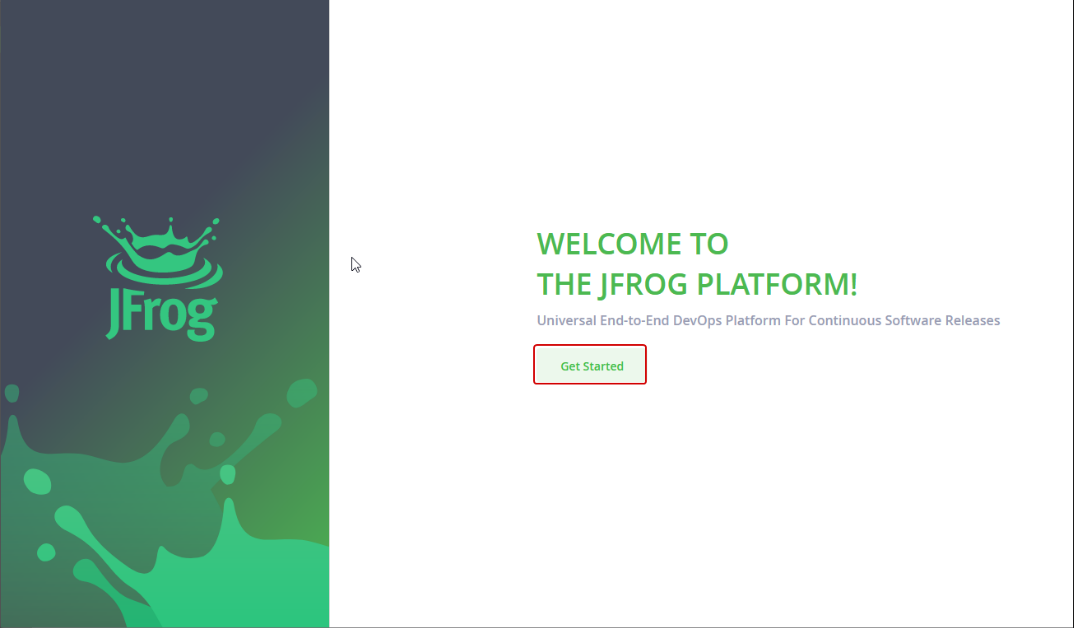 JFrog
WELCOME TO
THE JFROG PLATFORM!
Universal End-to-End DevOps Platform For Continuous Software Releases
Get Started